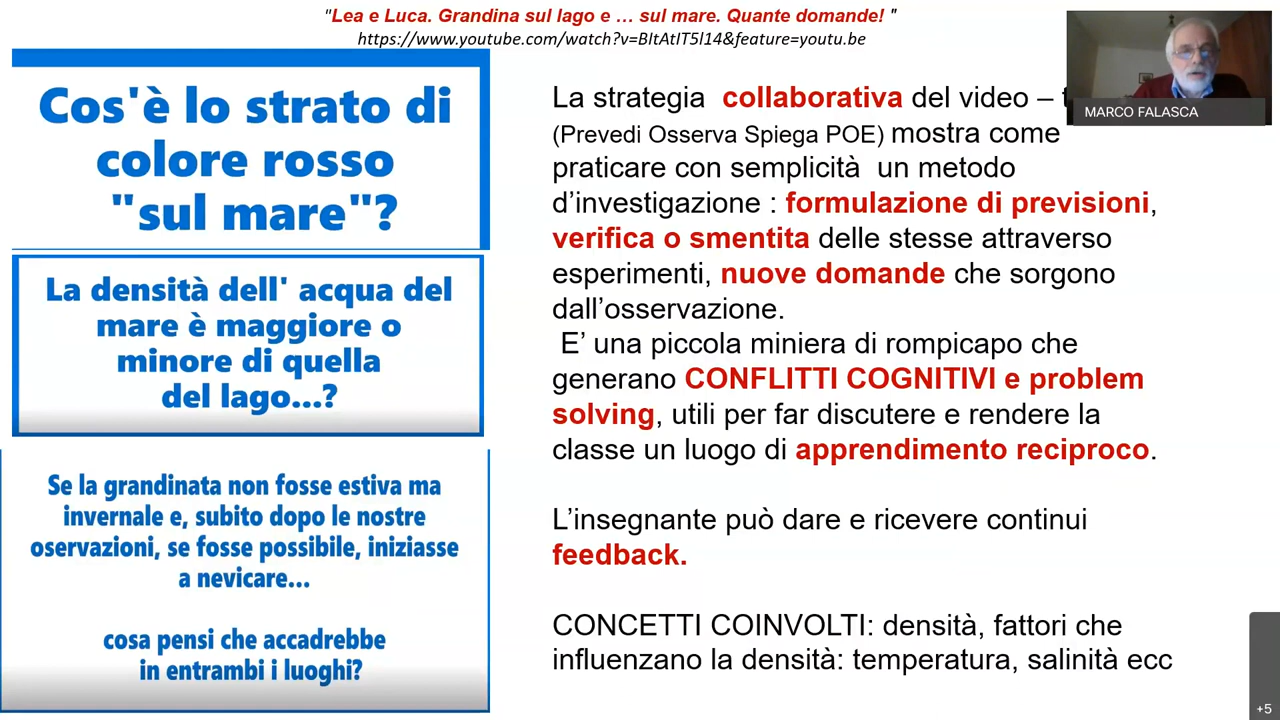 "Lea e Luca. Grandina sul lago e … sul mare. Quante domande! "
https://www.youtube.com/watch?v=BItAtIT5l14&feature=youtu.be
Cos'è lo strato di
colore rosso
"sul mare"?
La densità dell' acqua del
mare è maggiore o
minore di quella
del lago...?
Se la grandinata non fosse estiva ma
invernale e, subito dopo le nostre
oservazioni, se fosse possibile, iniziasse
a nevicare...
cosa pensi che accadrebbe
in entrambi i luoghi?
La strategia collaborativa del video –
(Prevedi Osserva Spiega POE) mostra come
praticare con semplicità un metodo
d’investigazione : formulazione di previsioni,
verifica o smentita delle stesse attraverso
esperimenti, nuove domande che sorgono
dall’osservazione.
E’ una piccola miniera di rompicapo che
generano CONFLITTI COGNITIVI e problem
solving, utili per far discutere e rendere la
classe un luogo di apprendimento reciproco.
L’insegnante può dare e ricevere continui
feedback.
CONCETTI COINVOLTI: densità, fattori che
influenzano la densità: temperatura, salinità ecc
MARCO FALASCA
+5